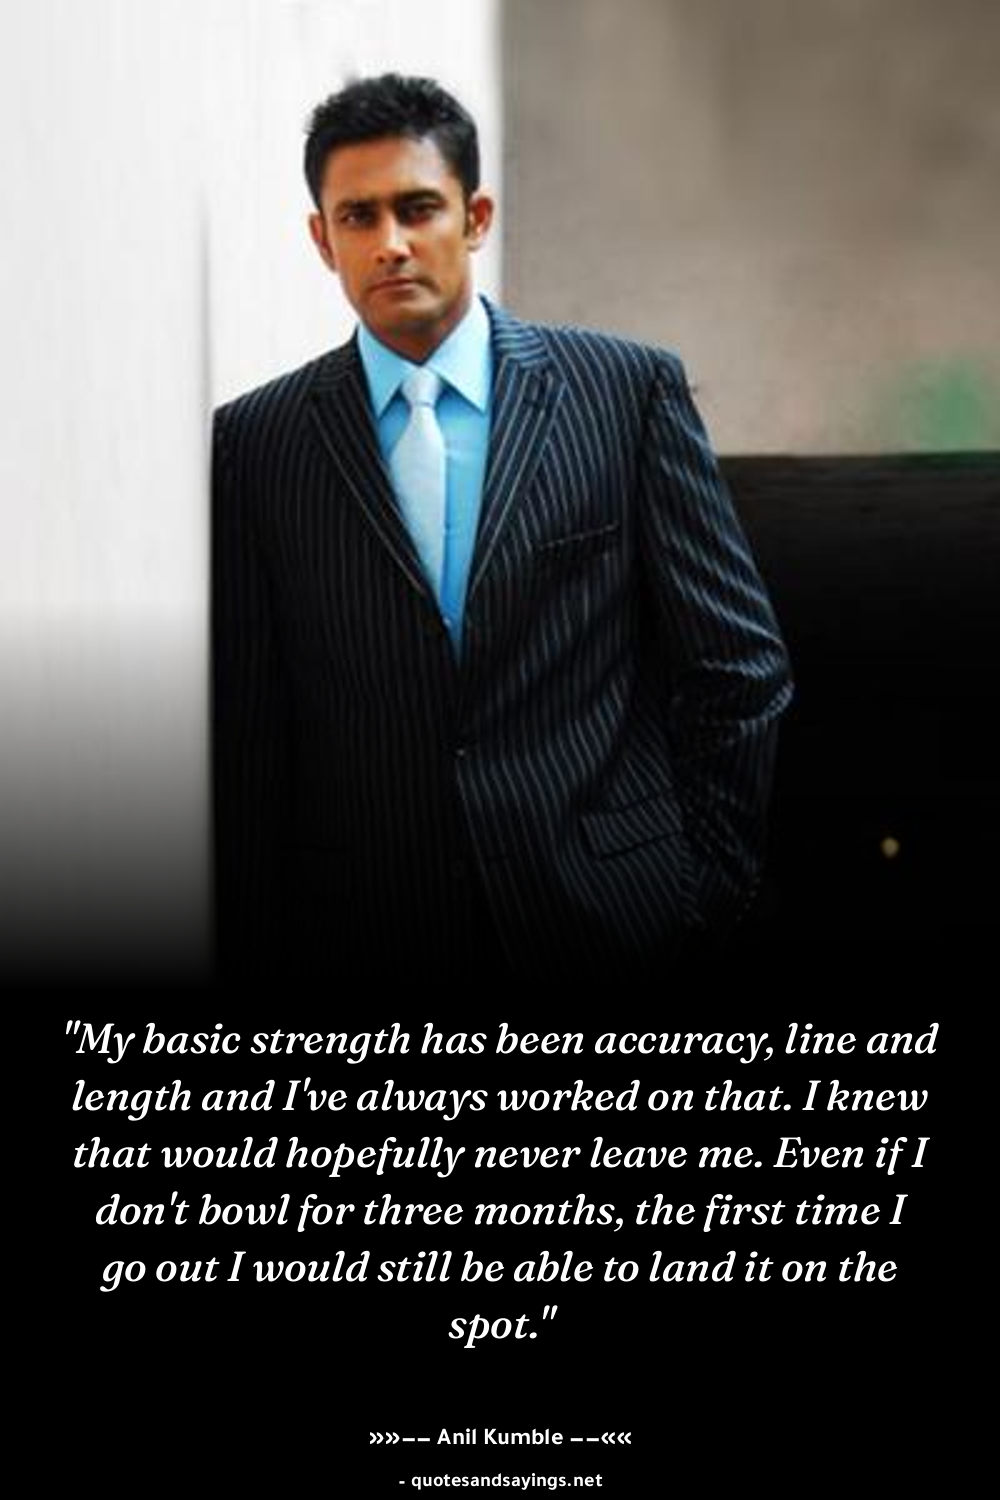 "My basic strength has been accuracy, line and
length and I've always worked on that. I knew
that would hopefully never leave me. Even if I
don't bowl for three months, the first time I
go out I would still be able to land it on the
spot."
»»−− Anil Kumble −−««
- quotesandsayings.net